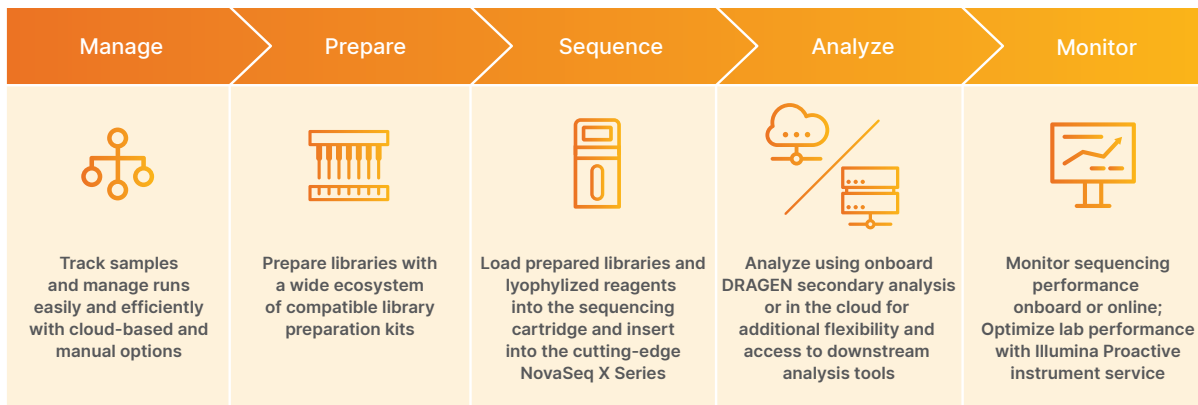 Manage
Prepare
Sequence
Analyze
Monitor
Track samples
and manage runs
easily and efficiently
with cloud-based and
manual options
Prepare libraries with
a wide ecosystem
of compatible library
preparation kits
Load prepared libraries and
lyophylized reagents
into the sequencing
cartridge and insert
into the cutting-edge
NovaSeq X Series
Analyze using onboard
DRAGEN secondary analysis
or in the cloud for
additional flexibility and
access to downstream
analysis tools
Monitor sequencing
performance
onboard or online;
Optimize lab performance
with Illumina Proactive
instrument service